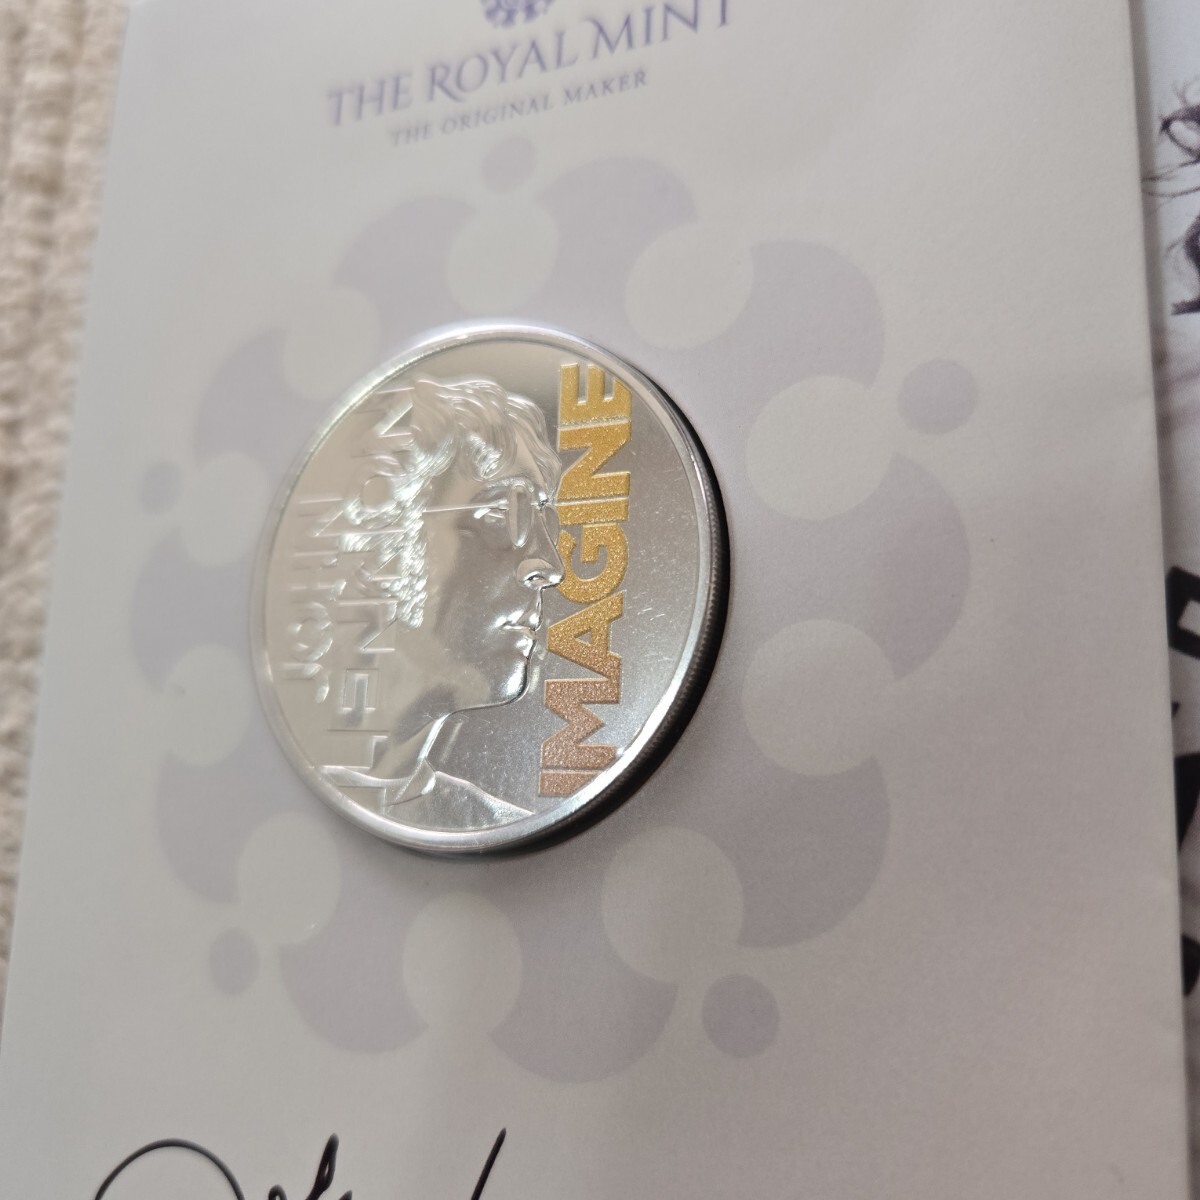 THE ROYAL MINT
THE ORIGINAL MAKER
JOHN
LENNON
IMAGINE